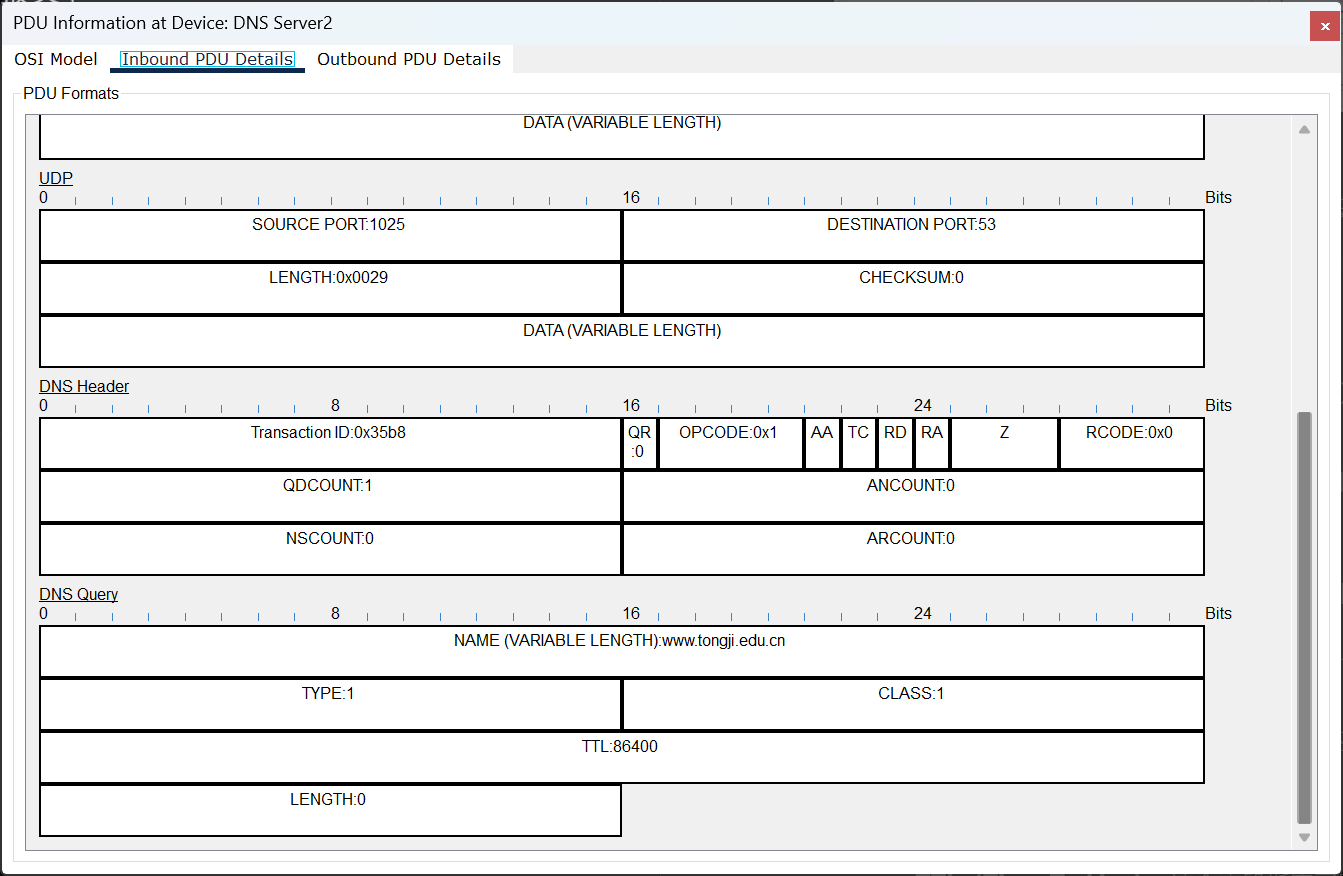 PDU Information at Device: DNS Server2
OSI Model Inbound PDU Details Outbound PDU Details
PDU Formats
DATA (VARIABLE LENGTH)
UDP
0 16 Bits
SOURCE PORT:1025 DESTINATION PORT:53
LENGTH:0x0029 CHECKSUM:0
DATA (VARIABLE LENGTH)
DNS Header
0 8 16 24 Bits
Transaction ID:0x35b8 QR:0 OPCODE:0x1 AA TC RD RA Z RCODE:0x0
QDCOUNT:1 ANCOUNT:0
NSCOUNT:0 ARCOUNT:0
DNS Query
0 8 16 24 Bits
NAME (VARIABLE LENGTH):www.tongji.edu.cn
TYPE:1 CLASS:1
TTL:86400
LENGTH:0